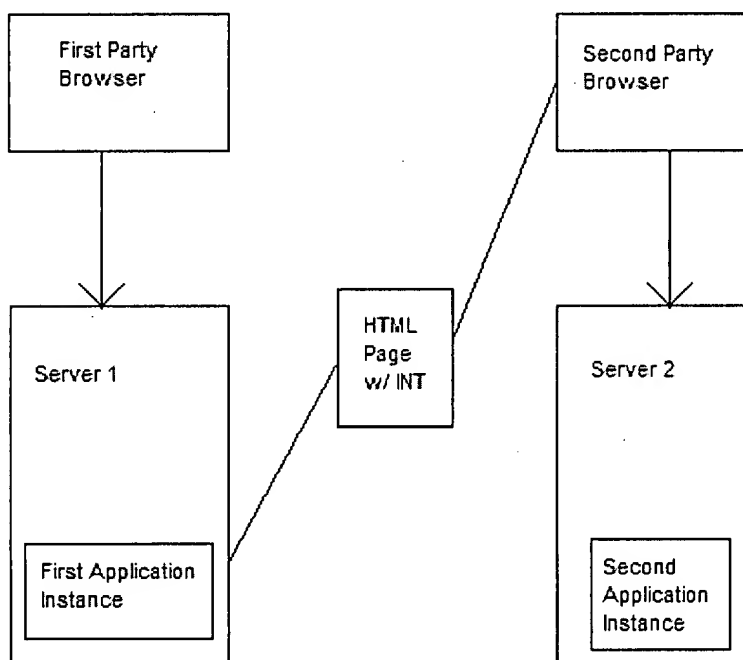 First Party
Browser
Second Party
Browser
HTML
Page
w/ INT
Server 1
Server 2
First Application
Instance
Second
Application
Instance